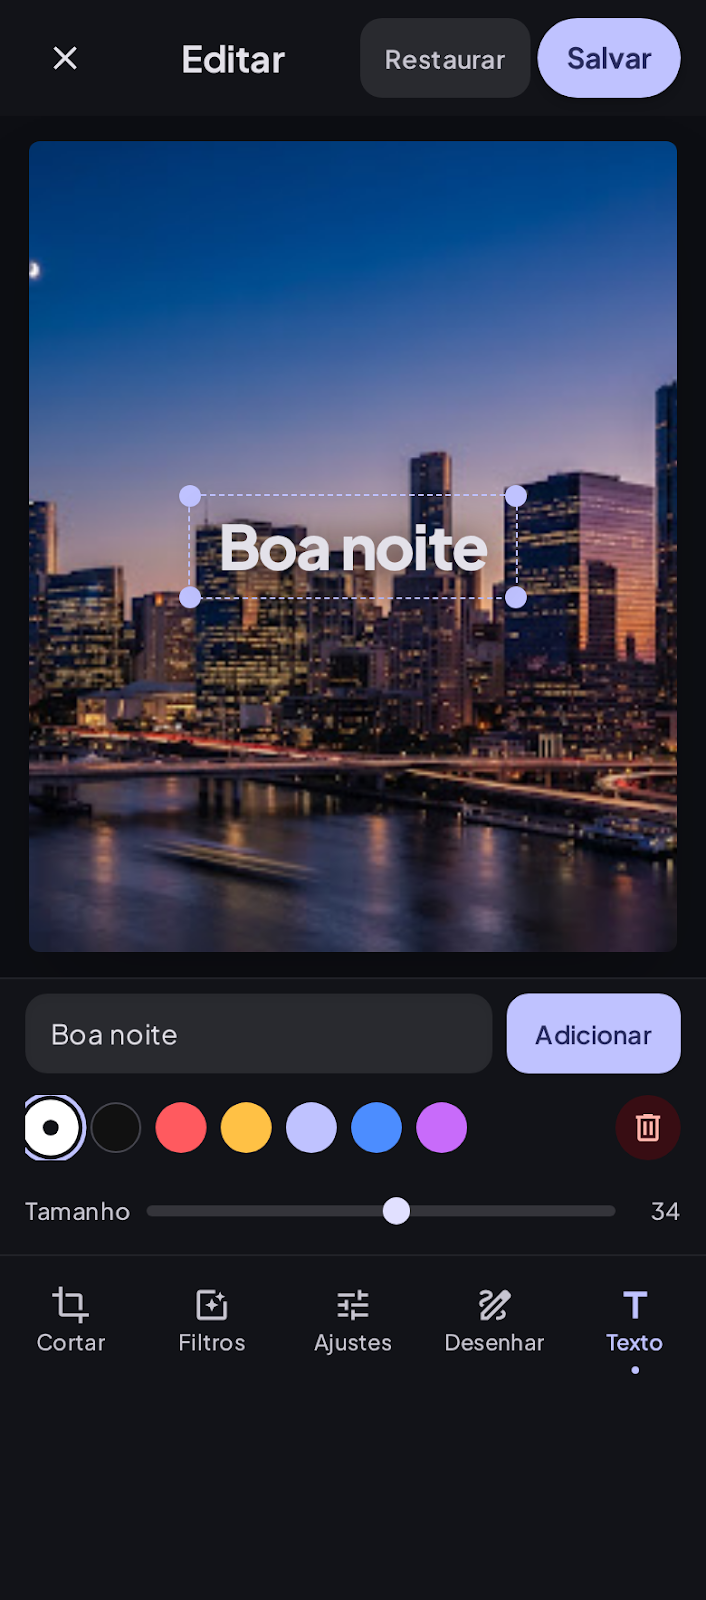 Editar
Restaurar
Salvar
Boa noite
Boa noite
Adicionar
Tamanho
34
Cortar
Filtros
Ajustes
Desenhar
Texto